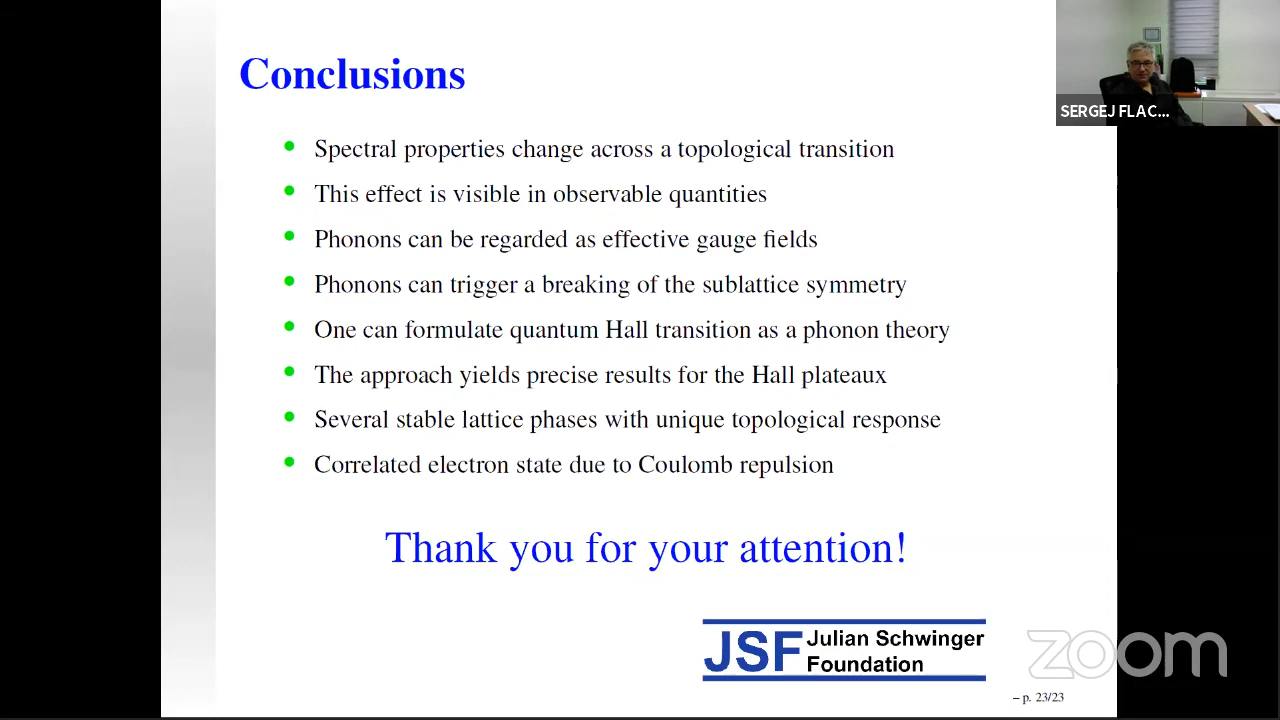 Conclusions
SERGEJ FLAC...
Spectral properties change across a topological transition
This effect is visible in observable quantities
Phonons can be regarded as effective gauge fields
Phonons can trigger a breaking of the sublattice symmetry
One can formulate quantum Hall transition as a phonon theory
The approach yields precise results for the Hall plateaux
Several stable lattice phases with unique topological response
Correlated electron state due to Coulomb repulsion
Thank you for your attention!
JSF Julian Schwinger
Foundation
zoom
– p. 23/23